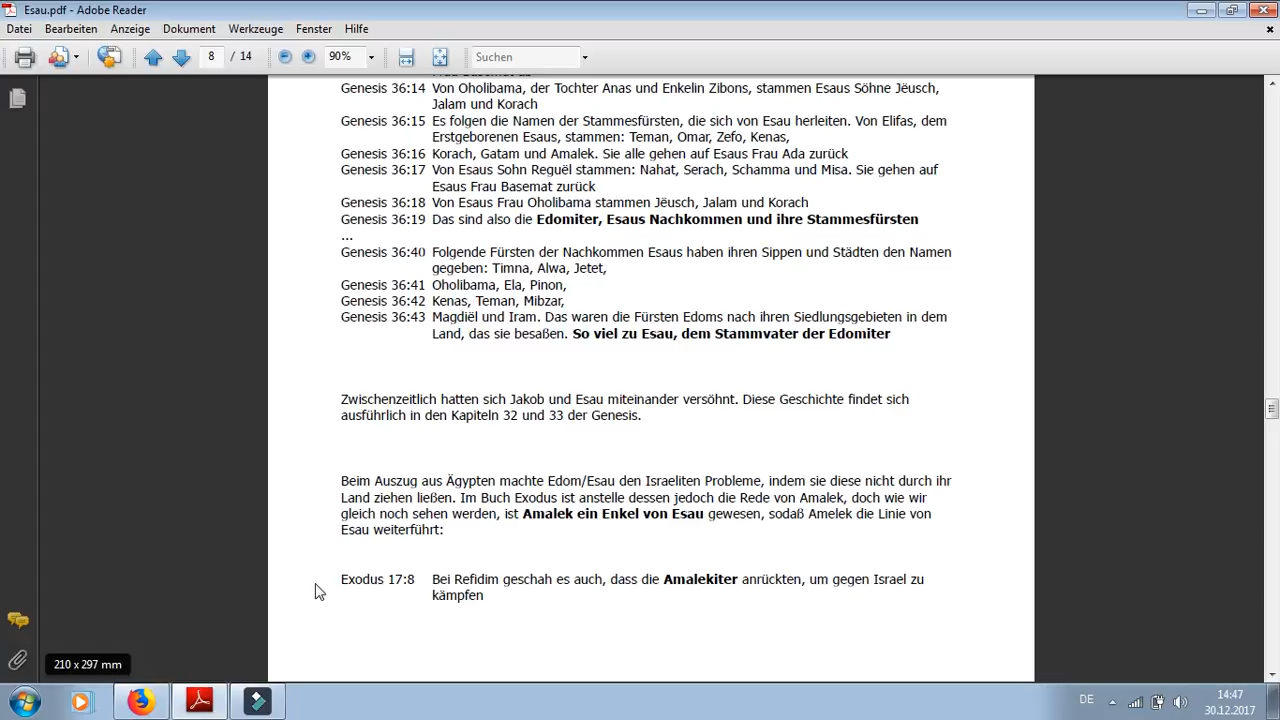 Esau.pdf - Adobe Reader
Datei Bearbeiten Anzeige Dokument Werkzeuge Fenster Hilfe
8 / 14 90% Suchen
Genesis 36:14 Von Oholibama, der Tochter Anas und Enkelin Zibons, stammen Esaus Söhne Jëusch,
Jalam und Korach
Genesis 36:15 Es folgen die Namen der Stammesfürsten, die sich von Esau herleiten. Von Elifas, dem
Erstgeborenen Esaus, stammen: Teman, Omar, Zefo, Kenas,
Genesis 36:16 Korach, Gatam und Amalek. Sie alle gehen auf Esaus Frau Ada zurück
Genesis 36:17 Von Esaus Sohn Reguël stammen: Nahat, Serach, Schamma und Misa. Sie gehen auf
Esaus Frau Basemat zurück
Genesis 36:18 Von Esaus Frau Oholibama stammen Jëusch, Jalam und Korach
Genesis 36:19 Das sind also die Edomiter, Esaus Nachkommen und ihre Stammesfürsten
...
Genesis 36:40 Folgende Fürsten der Nachkommen Esaus haben ihren Sippen und Städten den Namen
gegeben: Timna, Alwa, Jetet,
Genesis 36:41 Oholibama, Ela, Pinon,
Genesis 36:42 Kenas, Teman, Mibzar,
Genesis 36:43 Magdiël und Iram. Das waren die Fürsten Edoms nach ihren Siedlungsgebieten in dem
Land, das sie besaßen. So viel zu Esau, dem Stammvater der Edomiter
Zwischenzeitlich hatten sich Jakob und Esau miteinander versöhnt. Diese Geschichte findet sich
ausführlich in den Kapiteln 32 und 33 der Genesis.
Beim Auszug aus Ägypten machte Edom/Esau den Israeliten Probleme, indem sie diese nicht durch ihr
Land ziehen ließen. Im Buch Exodus ist anstelle dessen jedoch die Rede von Amalek, doch wie wir
gleich noch sehen werden, ist Amalek ein Enkel von Esau gewesen, sodaß Amelek die Linie von
Esau weiterführt:
Exodus 17:8 Bei Refidim geschah es auch, dass die Amalekiter anrückten, um gegen Israel zu
kämpfen
210 x 297 mm
DE
14:47
30.12.2017